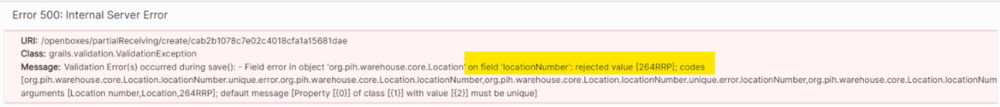 Error 500: Internal Server Error
URI: /openboxes/partialReceiving/create/cab2b1078c7e02c4018cfa1a15681dae
Class: grails.validation.ValidationException
Message: Validation Error(s) occurred during save(): - Field error in object 'org.pih.warehouse.core.Location' on field 'locationNumber': rejected value [264RRP]; codes
[org.pih.warehouse.core.Location.locationNumber.unique.error.org.pih.warehouse.core.Location.locationNumber,org.pih.warehouse.core.Location.locationNumber.unique.error.locationNumber,org.pih.warehouse.core.Location.locationNum
arguments [Location number,Location,264RRP]; default message [Property [{0}] of class [{1}] with value [{2}] must be unique]